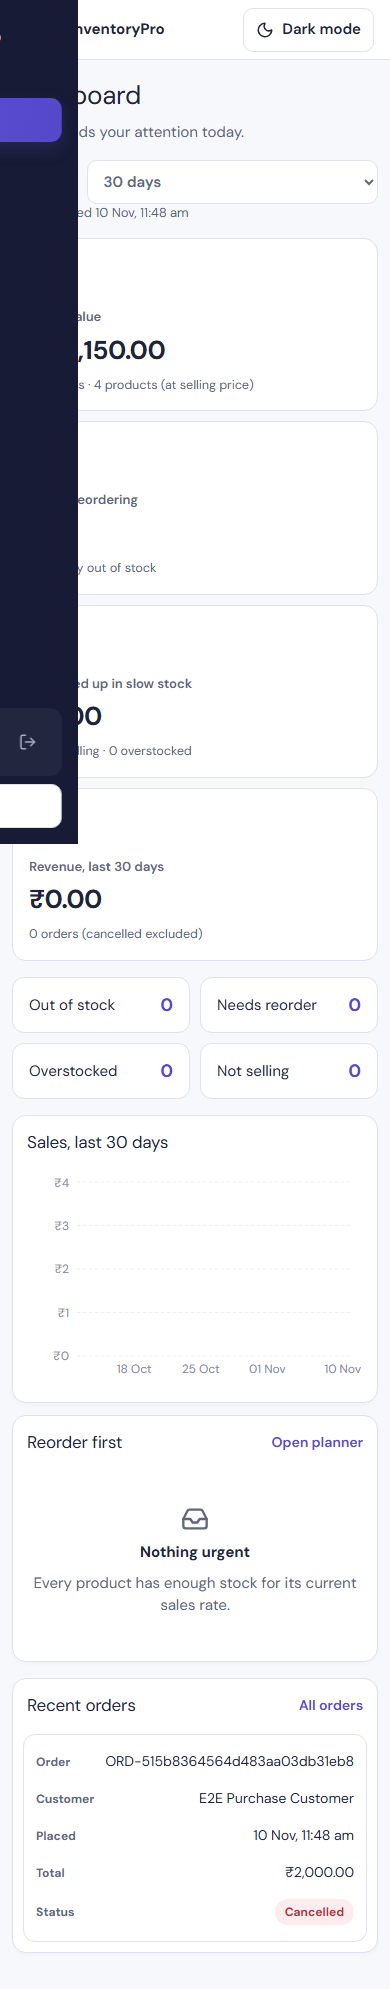 nventoryPro
Dark mode
board
ds your attention today.
30 days
ed 10 Nov, 11:48 am
alue
,150.00
s · 4 products (at selling price)
eordering
y out of stock
ed up in slow stock
00
lling · 0 overstocked
Revenue, last 30 days
₹0.00
0 orders (cancelled excluded)
Out of stock 0
Needs reorder 0
Overstocked 0
Not selling 0
Sales, last 30 days
₹4
₹3
₹2
₹1
₹0
18 Oct 25 Oct 01 Nov 10 Nov
Reorder first
Open planner
Nothing urgent
Every product has enough stock for its current
sales rate.
Recent orders
All orders
Order ORD-515b8364564d483aa03db31eb8
Customer E2E Purchase Customer
Placed 10 Nov, 11:48 am
Total ₹2,000.00
Status Cancelled